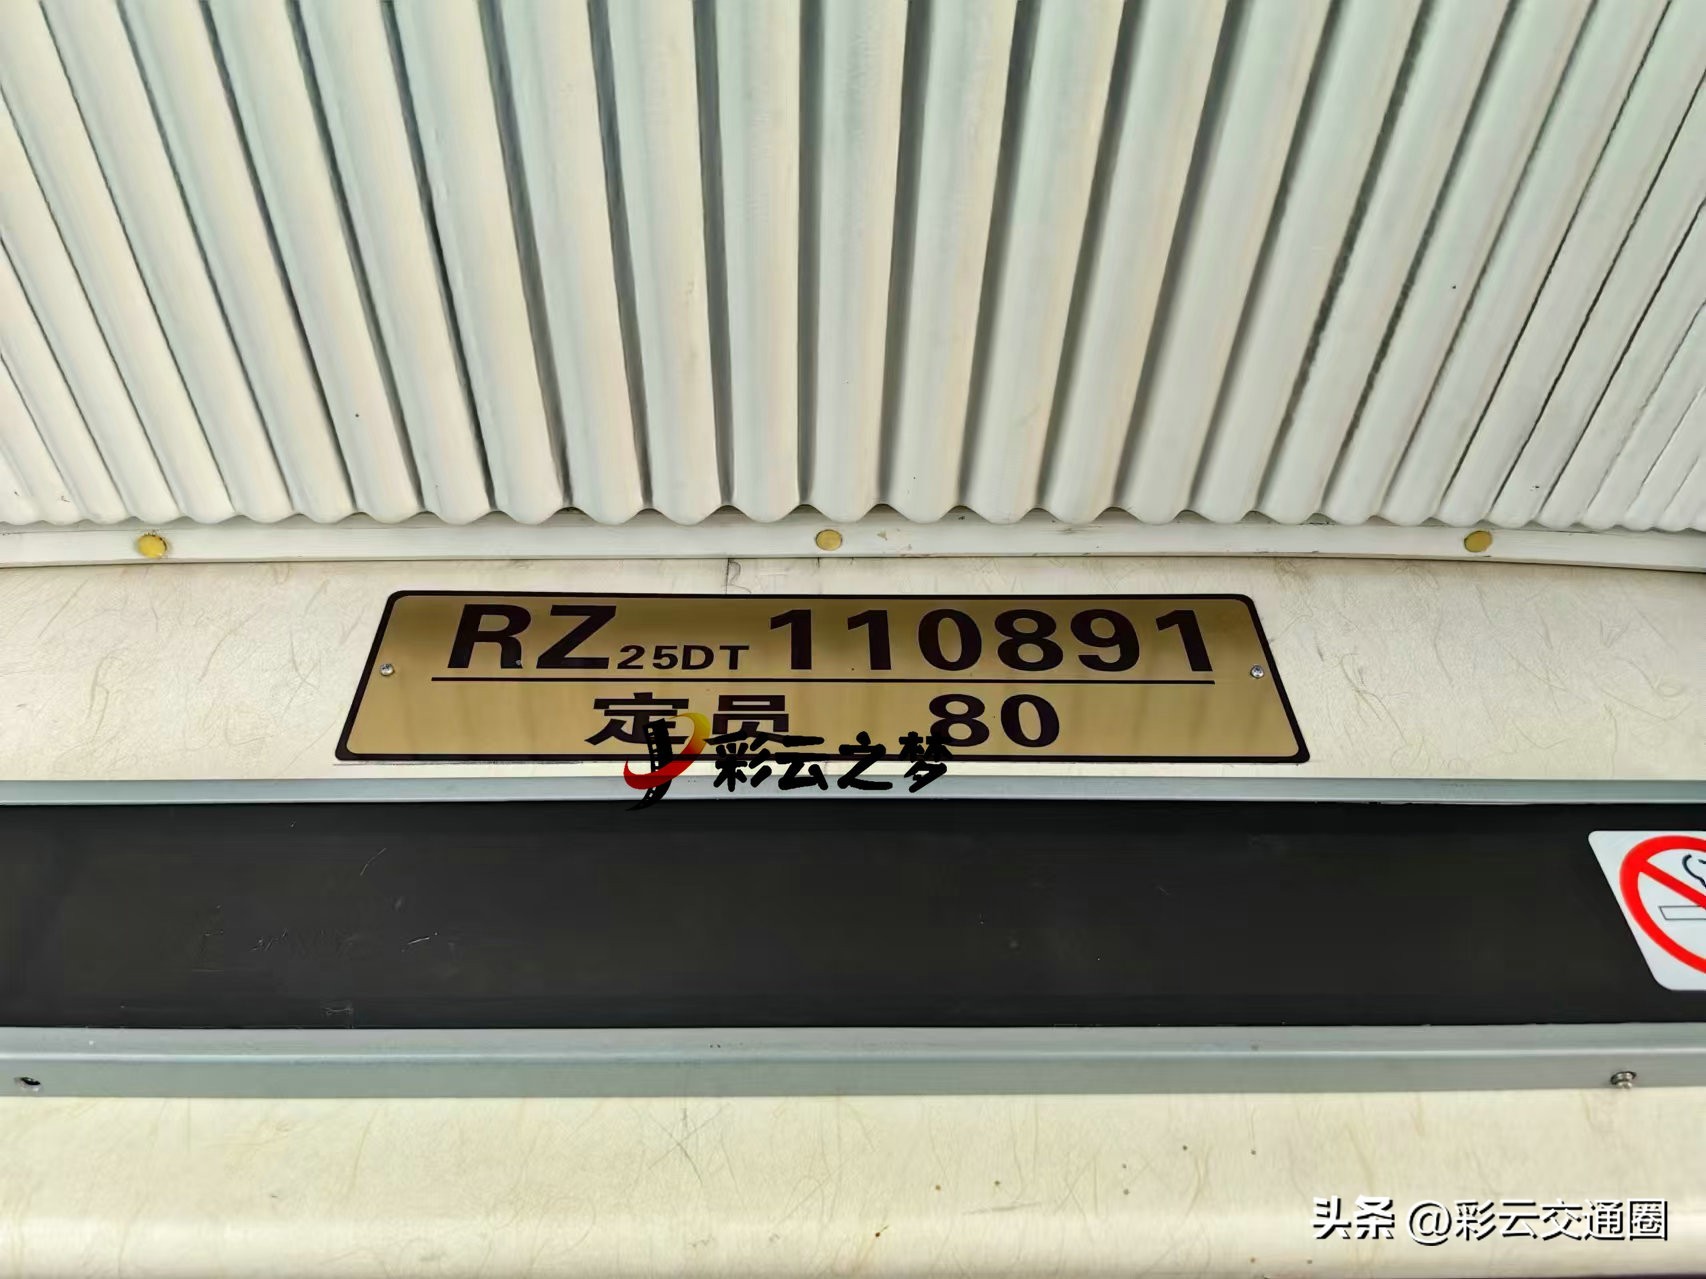 RZ25DT 110891
定员 80
彩云之梦
头条 @彩云交通圈